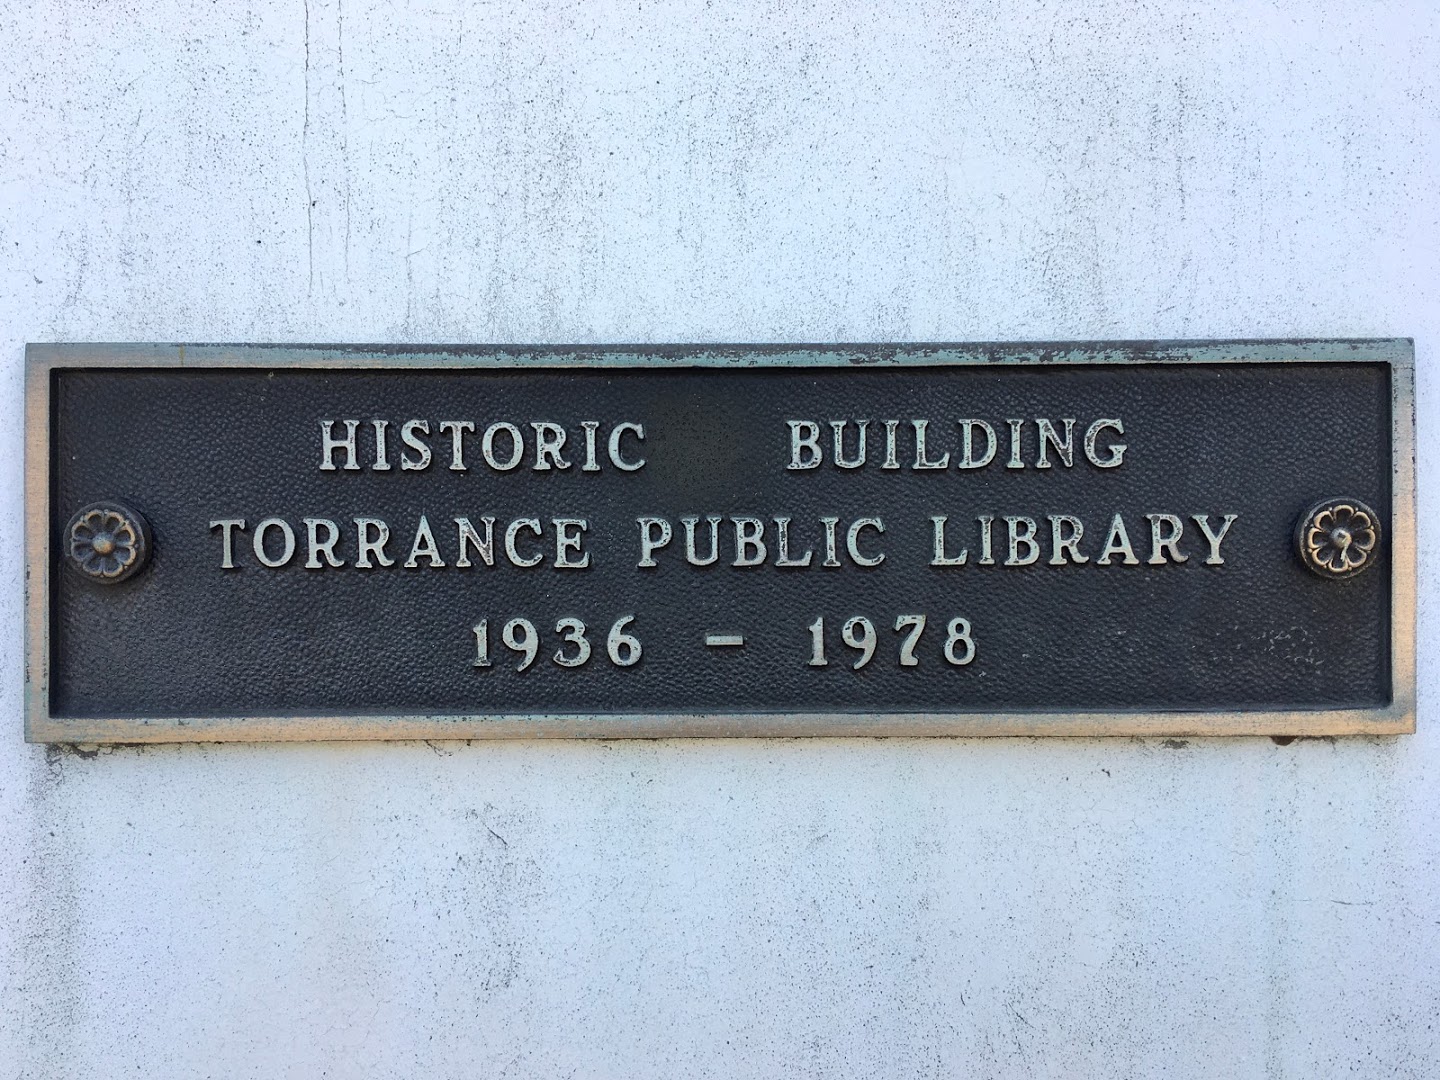 HISTORIC BUILDING
TORRANCE PUBLIC LIBRARY
1936 - 1978